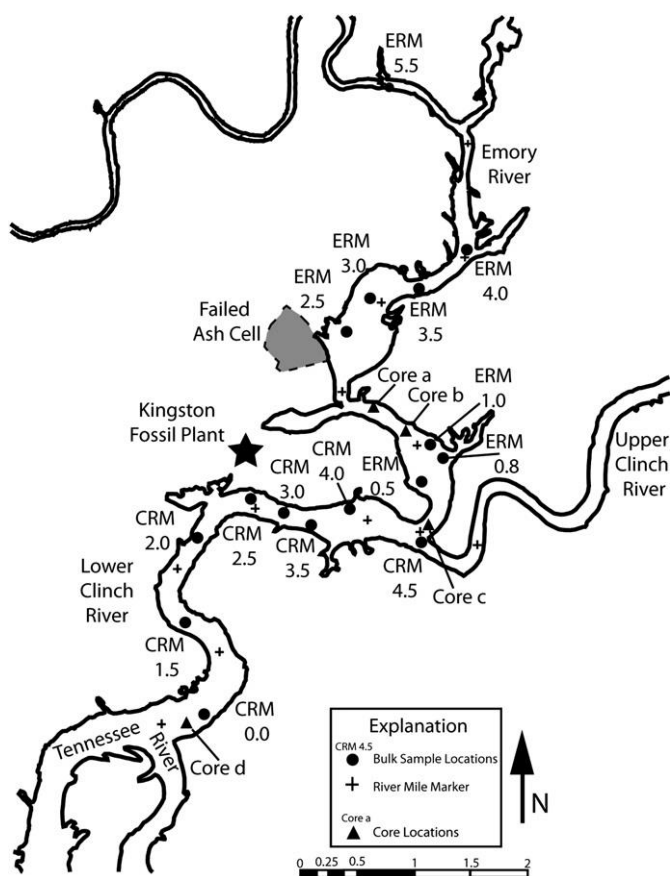 ERM
5.5
Emory
River
ERM
3.0
ERM
2.5
ERM
4.0
Failed
Ash Cell
ERM
3.5
Core a
Core b
ERM
1.0
Kingston
Fossil Plant
Upper
Clinch
River
CRM
4.0
ERM
0.5
ERM
0.8
CRM
3.0
CRM
2.0
CRM
2.5
CRM
3.5
CRM
4.5
Core c
Lower
Clinch
River
CRM
1.5
CRM
0.0
Tennessee
River
Core d
Explanation
CRM 4.5
Bulk Sample Locations
River Mile Marker
Core a
Core Locations
N
0 0.25 0.5 1 2